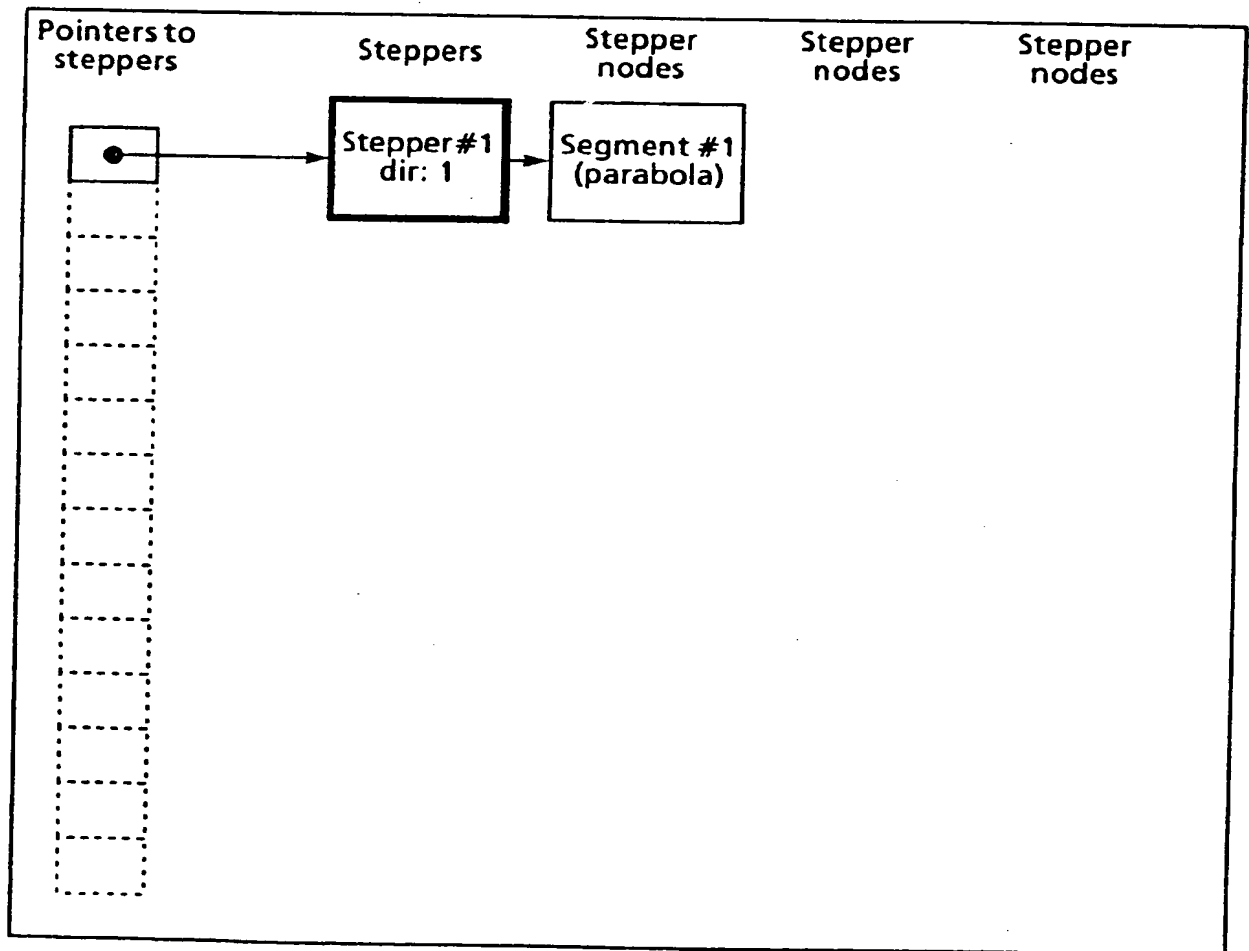 Pointers to
steppers
Steppers
Stepper
nodes
Stepper
nodes
Stepper
nodes
Stepper#1
dir: 1
Segment #1
(parabola)